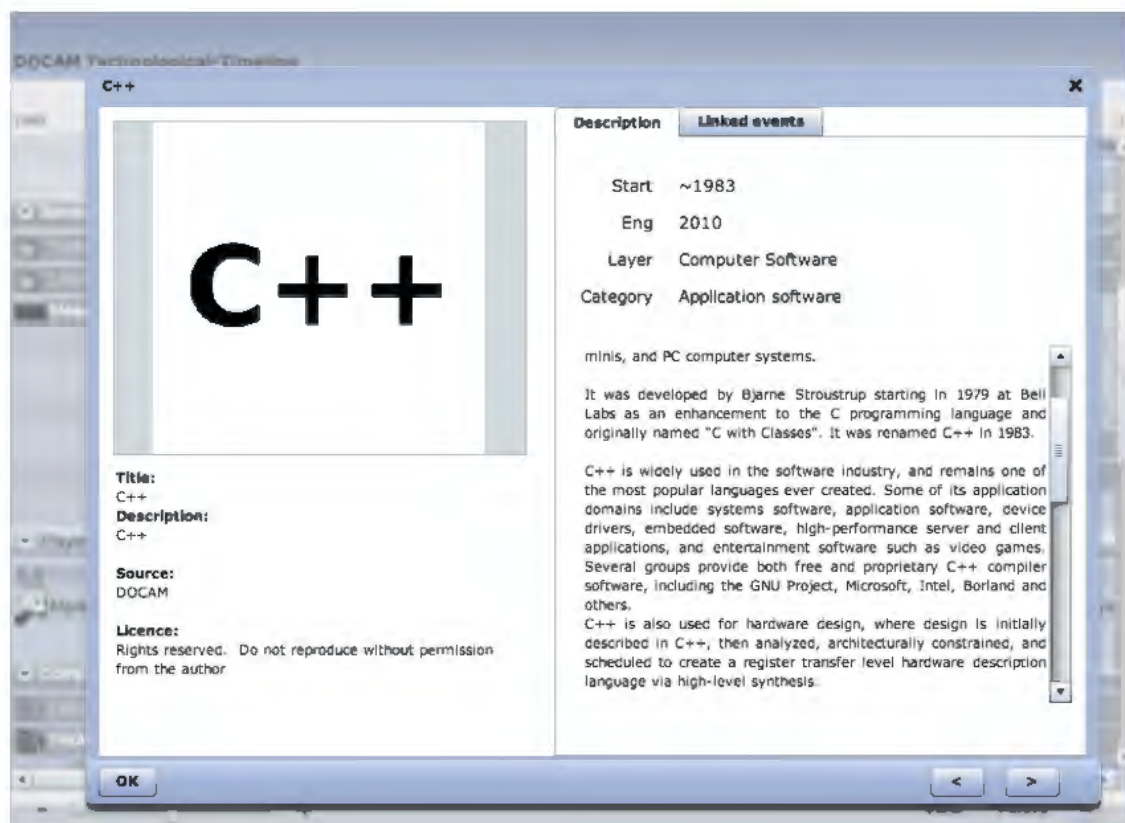 DOCAM Technological Timeline
C++
C++
Title:
C++
Description:
C++
Source:
DOCAM
Licence:
Rights reserved. Do not reproduce without permission
from the author
Description Linked events
Start ~1983
Eng 2010
Layer Computer Software
Category Application software
minis, and PC computer systems.
It was developed by Bjarne Stroustrup starting in 1979 at Bell
Labs as an enhancement to the C programming language and
originally named "C with Classes". It was renamed C++ in 1983.
C++ is widely used in the software industry, and remains one of
the most popular languages ever created. Some of its application
domains include systems software, application software, device
drivers, embedded software, high-performance server and client
applications, and entertainment software such as video games.
Several groups provide both free and proprietary C++ compiler
software, including the GNU Project, Microsoft, Intel, Borland and
others.
C++ is also used for hardware design, where design is initially
described in C++, then analyzed, architecturally constrained, and
scheduled to create a register transfer level hardware description
language via high-level synthesis.
OK < >